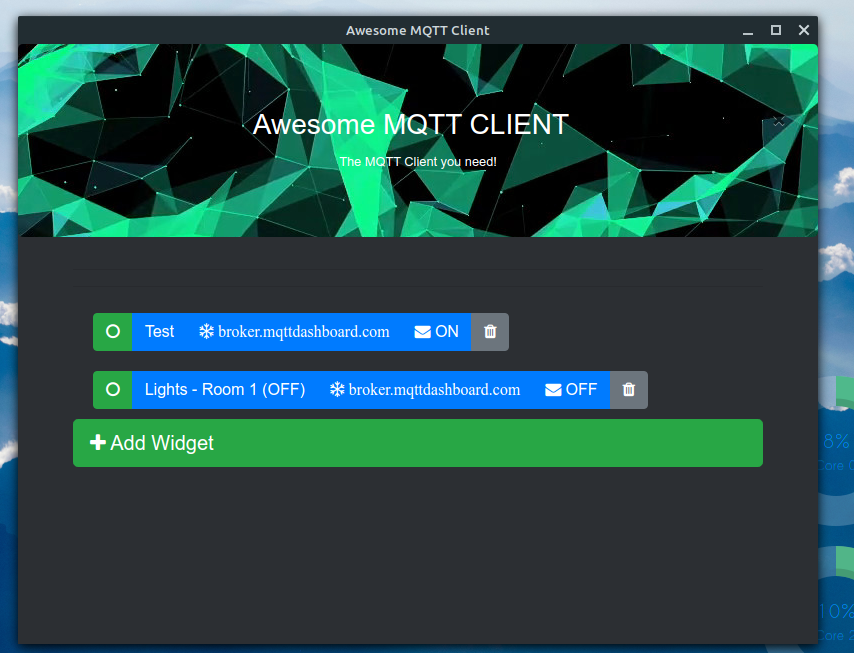 Awesome MQTT Client
Awesome MQTT CLIENT
The MQTT Client you need!
Test broker.mqttdashboard.com ON
Lights - Room 1 (OFF) broker.mqttdashboard.com OFF
Add Widget
8%
Core
10%
Core 2